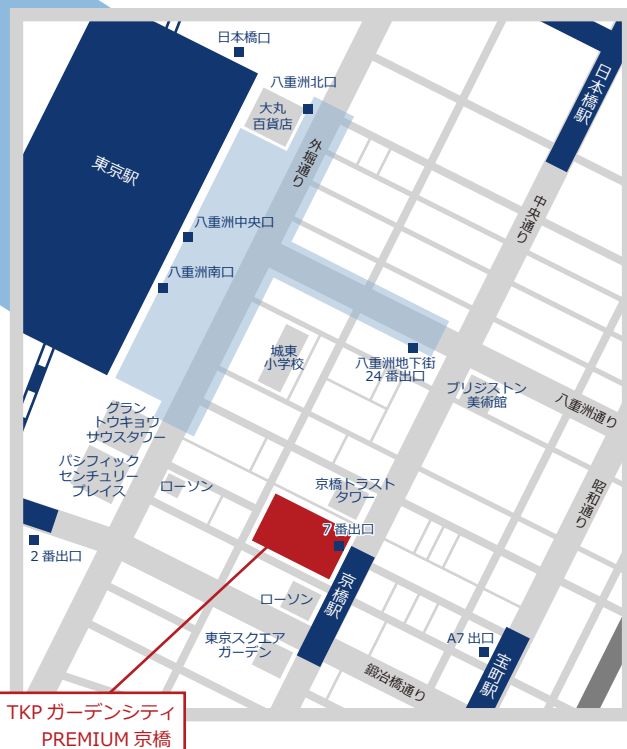 日本橋口
八重洲北口
大丸
百貨店
日本橋駅
外堀通り
東京駅
中央通り
八重洲中央口
八重洲南口
城東
小学校
八重洲地下街
24 番出口
ブリジストン
美術館
八重洲通り
グラン
トウキョウ
サウスタワー
パシフィック
センチュリー
プレイス
ローソン
京橋トラスト
タワー
昭和通り
7 番出口
2 番出口
京橋駅
ローソン
東京スクエア
ガーデン
A7 出口
宝町駅
鍛冶橋通り
TKP ガーデンシティ
PREMIUM 京橋